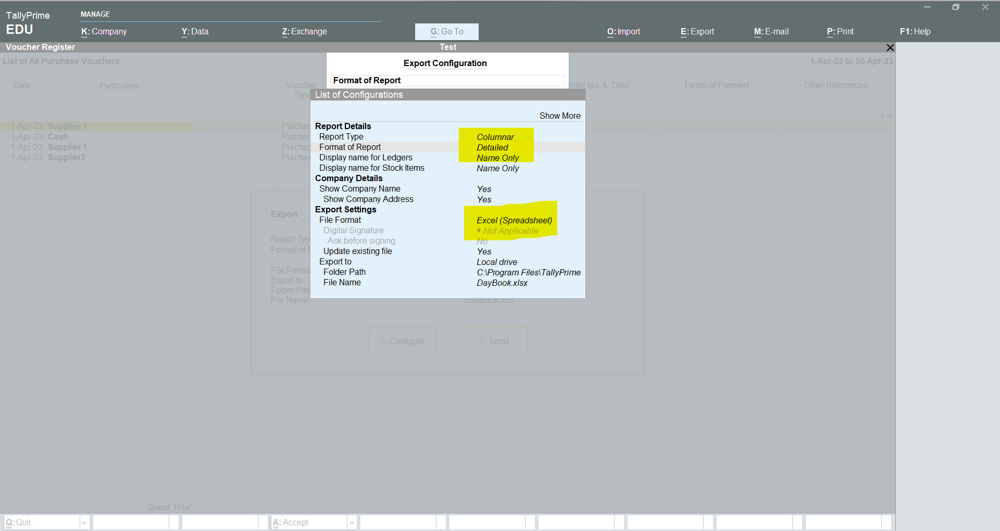 TallyPrime
EDU
MANAGE
K: Company
Y: Data
Z: Exchange
G: Go To
O: Import
E: Export
M: E-mail
P: Print
F1: Help
Voucher Register
Test
List of All Purchase Vouchers
1-Apr-23 to 30-Apr-23
Export Configuration
Format of Report
Date
Particulars
Voucher
Type
Order No. & Date
Terms of Payment
Other References
List of Configurations
Show More
9
Report Details
Report Type Columnar
Format of Report Detailed
Display name for Ledgers Name Only
Display name for Stock Items Name Only
Company Details
Show Company Name Yes
Show Company Address Yes
Export Settings
File Format Excel (Spreadsheet)
Digital Signature ♦ Not Applicable
Ask before signing No
Update existing file Yes
Export to Local drive
Folder Path C:\Program Files\TallyPrime
File Name DayBook.xlsx
1-Apr-23 Supplier 1 Purchas
1-Apr-23 Cash Purchas
1-Apr-23 Supplier 1 Purchas
1-Apr-23 Supplier2 Purchas
Export
Report Typ
Format of
File Forma
Export to
Folder Pat
File Name : DayBook.xlsx
C: Configure
E: Send
Grand Total
Q: Quit
A: Accept